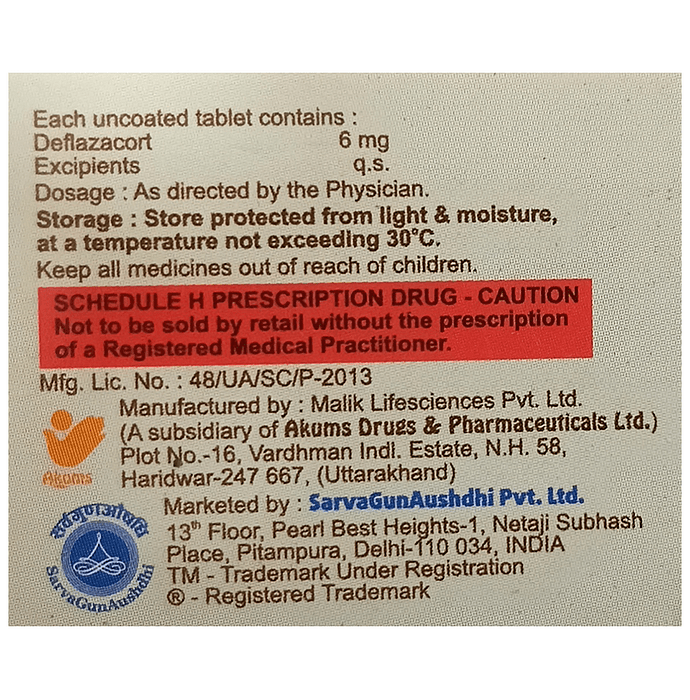 Each uncoated tablet contains :
Deflazacort 6 mg
Excipients q.s.
Dosage : As directed by the Physician.
Storage : Store protected from light & moisture,
at a temperature not exceeding 30°C.
Keep all medicines out of reach of children.
SCHEDULE H PRESCRIPTION DRUG - CAUTION
Not to be sold by retail without the prescription
of a Registered Medical Practitioner.
Mfg. Lic. No. : 48/UA/SC/P-2013
Manufactured by : Malik Lifesciences Pvt. Ltd.
(A subsidiary of Akums Drugs & Pharmaceuticals Ltd.)
Plot No.-16, Vardhman Indl. Estate, N.H. 58,
Haridwar-247 667, (Uttarakhand)
Akums
Marketed by : SarvaGunAushdhi Pvt. Ltd.
13th Floor, Pearl Best Heights-1, Netaji Subhash
Place, Pitampura, Delhi-110 034, INDIA
TM - Trademark Under Registration
® - Registered Trademark
सर्वगुणऔषधि
SarvaGunAushdhi